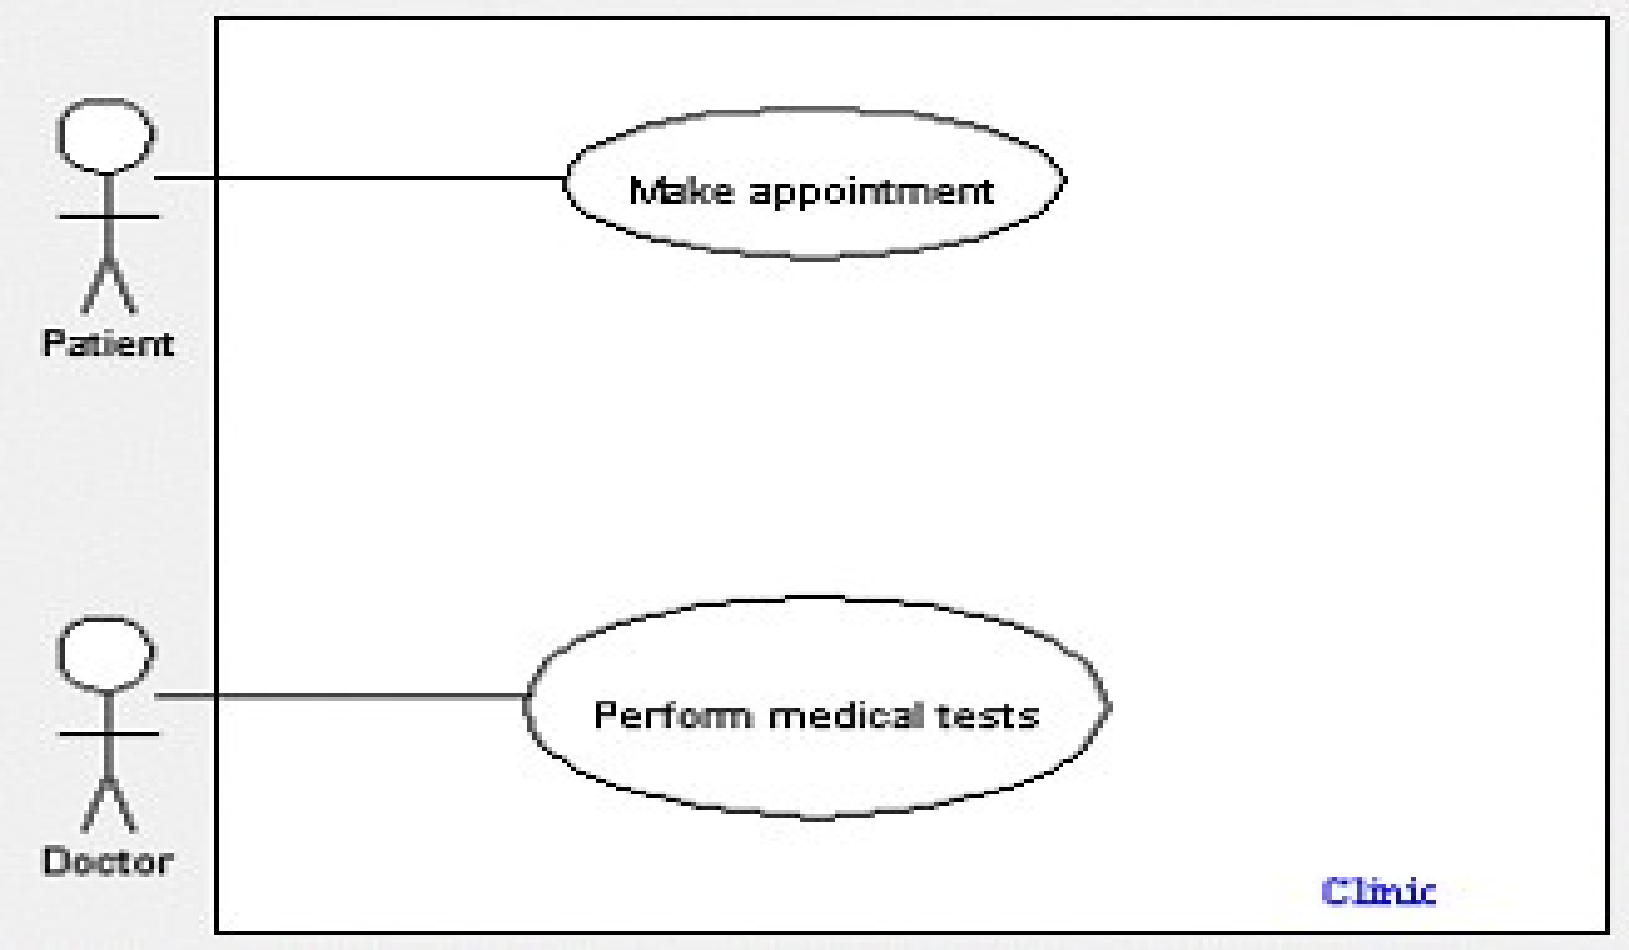 Make appointment
Patient
Perform medical tests
Doctor
Clinic